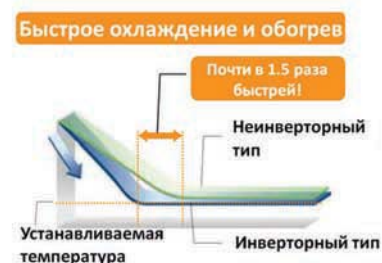 Быстрое охлаждение и обогрев
Почти в 1.5 раза
быстрей!
Неинверторный
тип
Устанавливаемая
температура
Инверторный тип